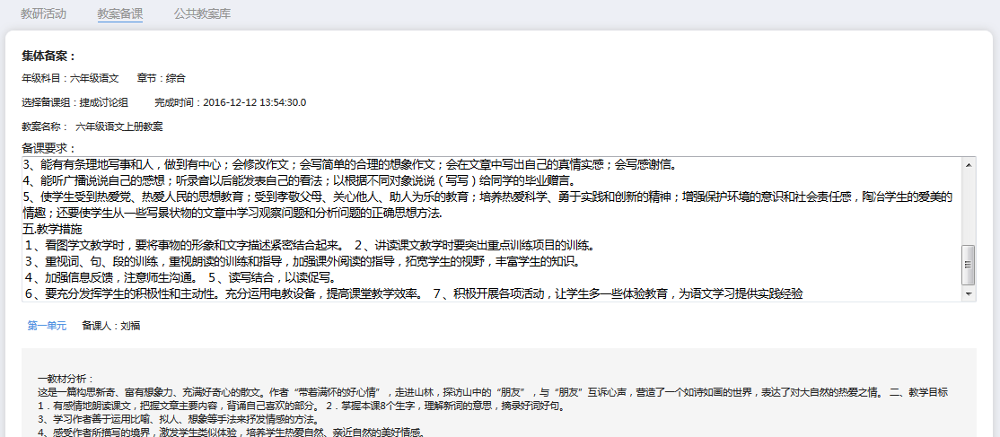 教研活动 教案备课 公共教案库
集体备案：
年级科目：六年级语文 章节：综合
选择备课组：捷成讨论组 完成时间：2016-12-12 13:54:30.0
教案名称： 六年级语文上册教案
备课要求：
3、能有有条理地写事和人，做到有中心；会修改作文；会写简单的合理的想象作文；会在文章中写出自己的真情实感；会写感谢信。
4、能听广播说说自己的感想；听录音以后能发表自己的看法；以根据不同对象说说（写写）给同学的毕业赠言。
5、使学生受到热爱党、热爱人民的思想教育；受到孝敬父母、关心他人、助人为乐的教育；培养热爱科学、勇于实践和创新的精神；增强保护环境的意识和社会责任感，陶冶学生的爱美的
情趣；还要使学生从一些写景状物的文章中学习观察问题和分析问题的正确思想方法.
五.教学措施
１、看图学文教学时，要将事物的形象和文字描述紧密结合起来。 ２、讲读课文教学时要突出重点训练项目的训练。
３、重视词、句、段的训练，重视朗读的训练和指导，加强课外阅读的指导，拓宽学生的视野，丰富学生的知识。
４、加强信息反馈，注意师生沟通。 ５、读写结合，以读促写。
６、要充分发挥学生的积极性和主动性。充分运用电教设备，提高课堂教学效率。 ７、积极开展各项活动，让学生多一些体验教育，为语文学习提供实践经验
第一单元 备课人：刘福
一教材分析：
这是一篇构思新奇、富有想象力、充满好奇心的散文。作者“带着满怀的好心情”，走进山林，探访山中的“朋友”，与“朋友”互诉心声，营造了一个如诗如画的世界，表达了对大自然的热爱之情。 二、教学目标
1．有感情地朗读课文，把握文章主要内容，背诵自己喜欢的部分。 2．掌握本课8个生字，理解新词的意思，摘录好词好句。
3、学习作者善于运用比喻、拟人、想象等手法来抒发情感的方法。
4、感受作者所描写的境界，激发学生类似体验，培养学生热爱自然、亲近自然的美好情感。